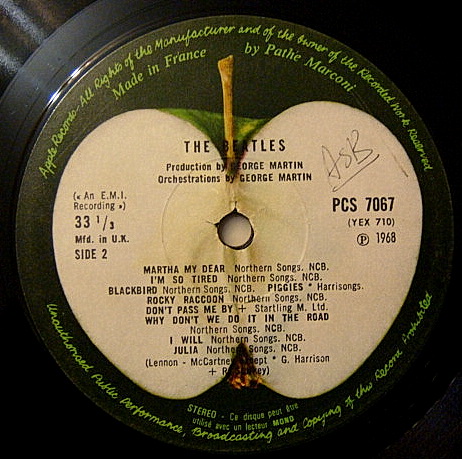 Apple Records · All Rights of the Manufacturer and of the Owner of the Recorded Work Reserved
Made in France by Pathe Marconi
THE BEATLES
Production by GEORGE MARTIN
Orchestrations by GEORGE MARTIN
ASB
(« An E.M.I.
Recording »)
33 1/3
Mfd. in U.K.
SIDE 2
PCS 7067
(YEX 710)
Ⓟ 1968
MARTHA MY DEAR Northern Songs. NCB.
I'M SO TIRED Northern Songs. NCB.
BLACKBIRD Northern Songs. NCB. PIGGIES * Harrisongs.
ROCKY RACCOON Northern Songs. NCB.
DON'T PASS ME BY + Startling M. Ltd.
WHY DON'T WE DO IT IN THE ROAD
Northern Songs. NCB.
I WILL Northern Songs. NCB.
JULIA Northern Songs. NCB.
(Lennon - McCartney except * G. Harrison
+ R.
STEREO - Ce disque peut être
utilisé avec un lecteur MONO
Unauthorised Public Performance, Broadcasting and Copying of this Record Prohibited